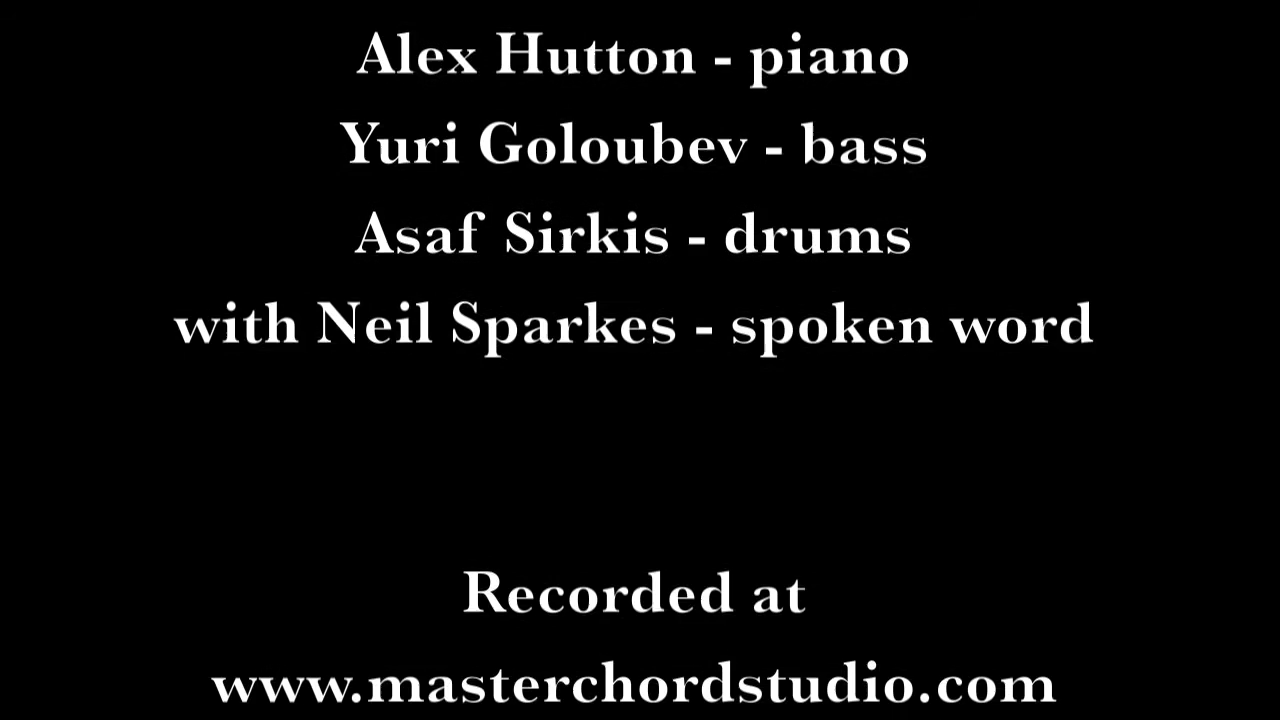 Alex Hutton - piano
Yuri Goloubev - bass
Asaf Sirkis - drums
with Neil Sparkes - spoken word
Recorded at
www.masterchordstudio.com